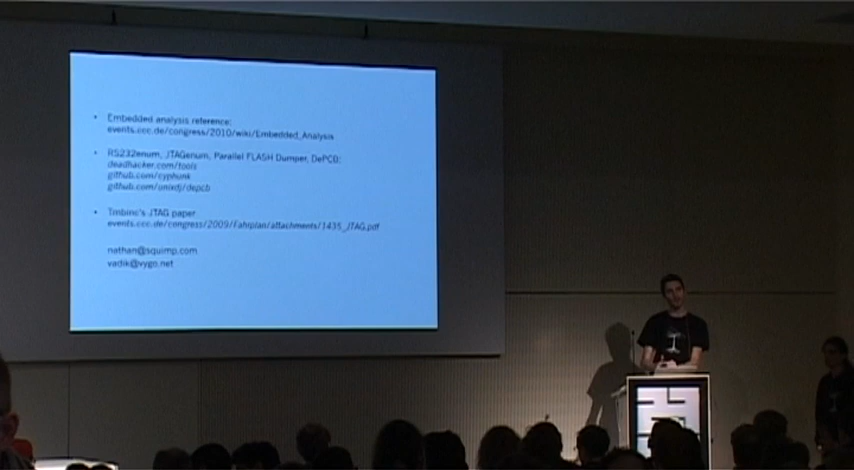 Embedded analysis reference:
events.ccc.de/congress/2010/wiki/Embedded_Analysis
RS232enum, JTAGenum, Parallel FLASH Dumper, DePCB:
deadhacker.com/tools
github.com/cyphunk
github.com/unixdj/depcb
Tmbinc's JTAG paper
events.ccc.de/congress/2009/Fahrplan/attachments/1435_JTAG.pdf
nathan@squimp.com
vadik@vygo.net